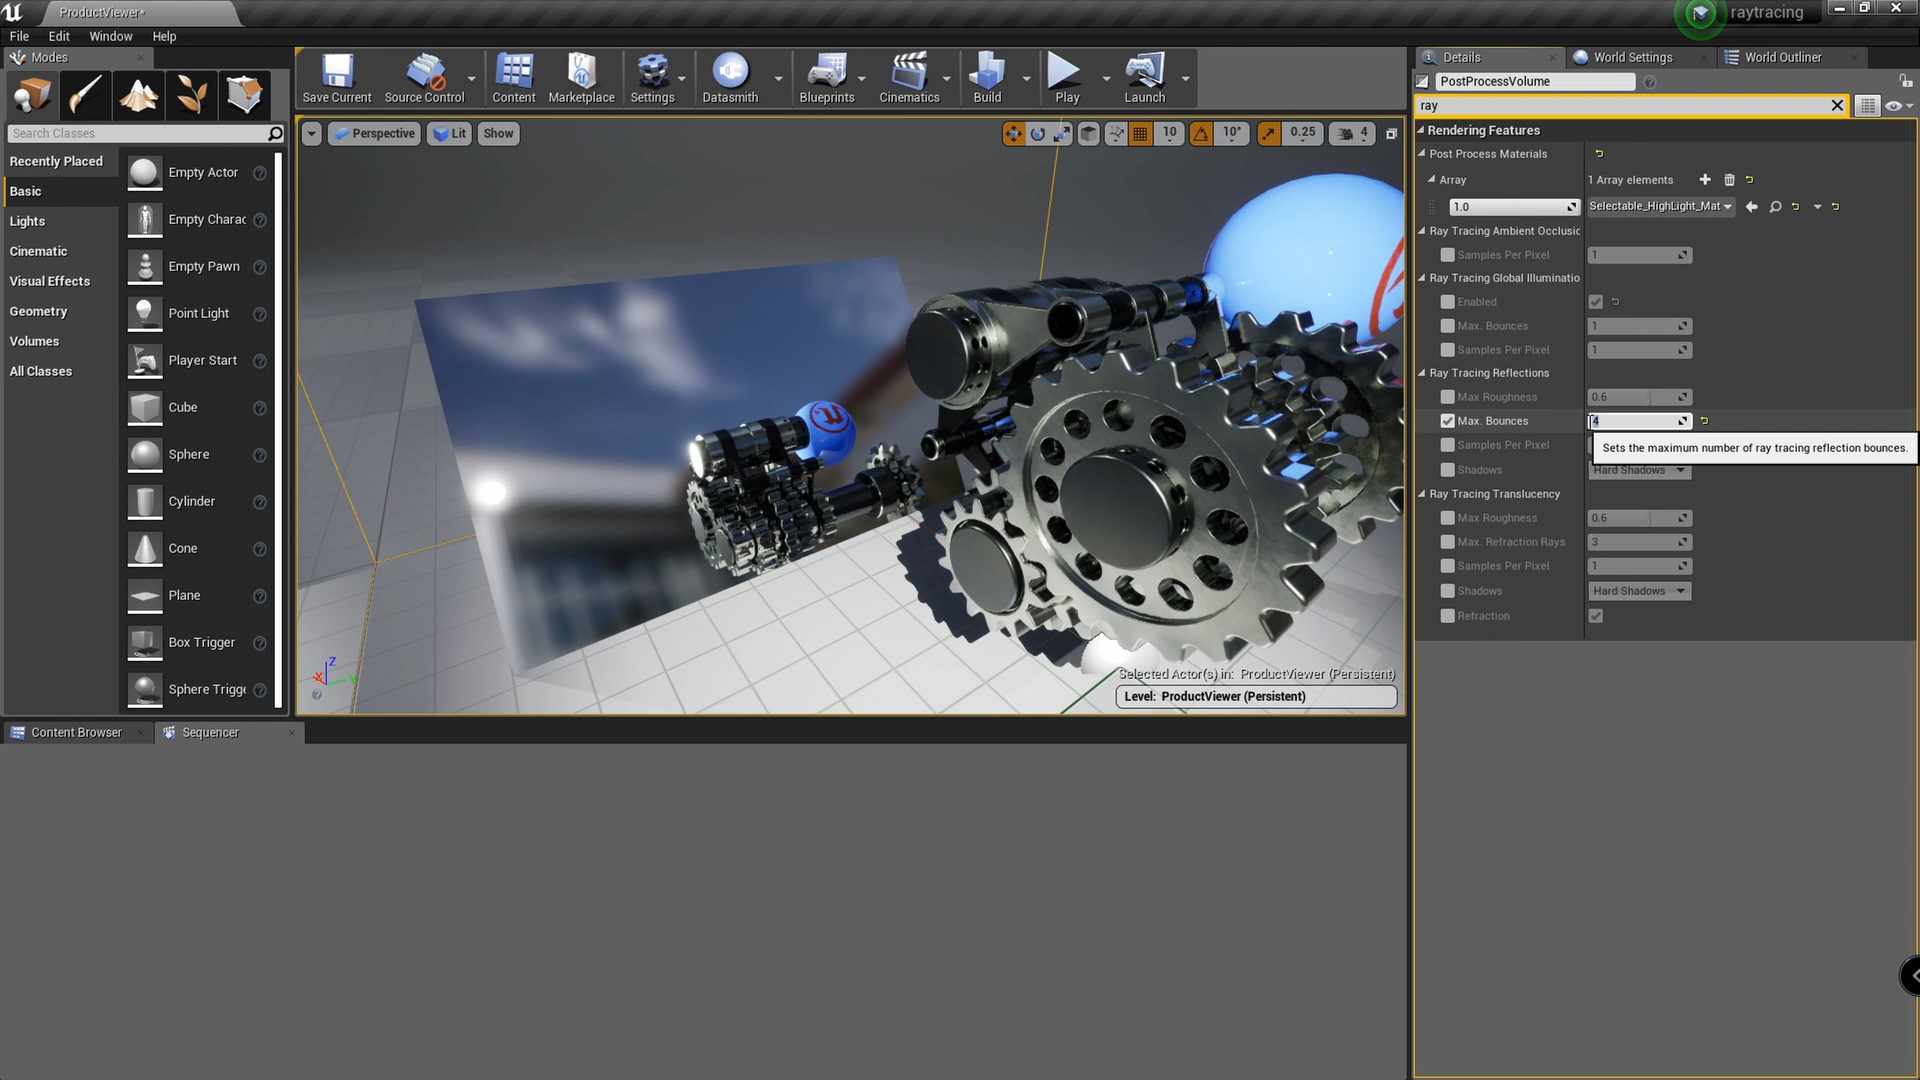 ProductViewer*
raytracing
File Edit Window Help
Modes
Search Classes
Recently Placed
Basic
Lights
Cinematic
Visual Effects
Geometry
Volumes
All Classes
Empty Actor
Empty Charac
Empty Pawn
Point Light
Player Start
Cube
Sphere
Cylinder
Cone
Plane
Box Trigger
Sphere Trigge
Save Current Source Control Content Marketplace Settings Datasmith Blueprints Cinematics Build Play Launch
Perspective Lit Show
10 10° 0.25 4
Selected Actor(s) in: ProductViewer (Persistent)
Level: ProductViewer (Persistent)
Z
X
Content Browser Sequencer
Details World Settings World Outliner
PostProcessVolume
ray
Rendering Features
Post Process Materials
Array 1 Array elements
1.0 Selectable_HighLight_Mat
Ray Tracing Ambient Occlusic
Samples Per Pixel 1
Ray Tracing Global Illuminatio
Enabled
Max. Bounces 1
Samples Per Pixel 1
Ray Tracing Reflections
Max Roughness 0.6
Max. Bounces 4
Samples Per Pixel
Sets the maximum number of ray tracing reflection bounces.
Shadows Hard Shadows
Ray Tracing Translucency
Max Roughness 0.6
Max. Refraction Rays 3
Samples Per Pixel 1
Shadows Hard Shadows
Refraction